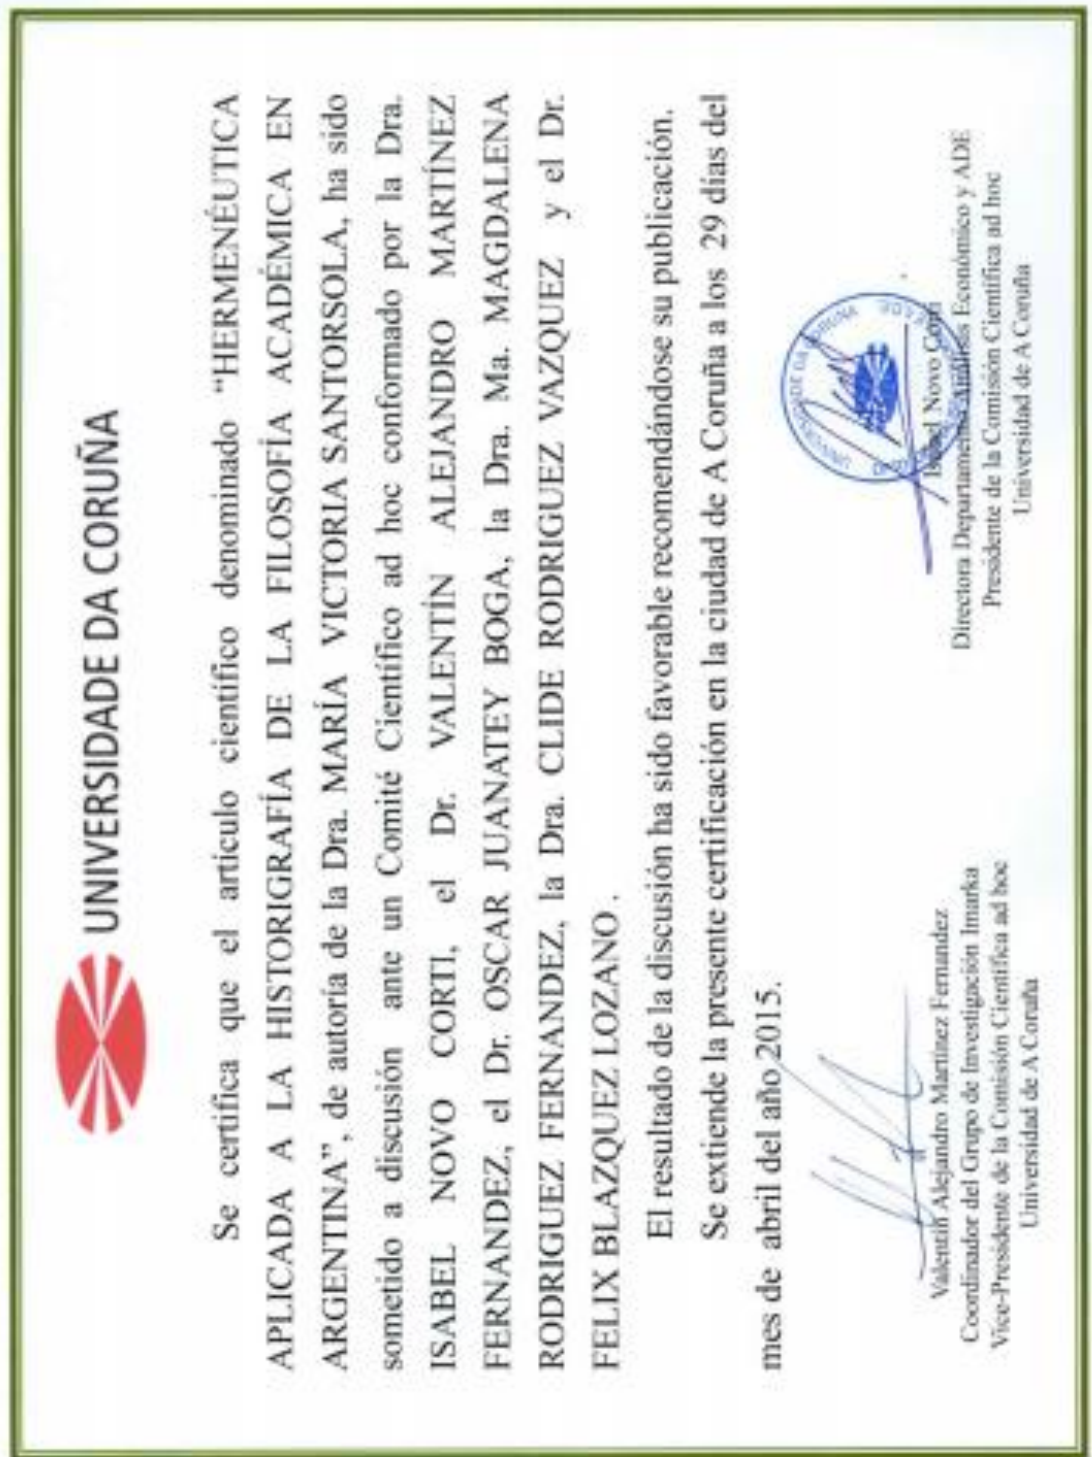 UNIVERSIDADE DA CORUÑA
Se certifica que el articulo científico denominado “HERMENÉUTICA
APLICADA A LA HISTORIGRAFÍA DE LA FILOSOFÍA ACADÉMICA EN
ARGENTINA”, de autoría de la Dra. MARÍA VICTORIA SANTORSOLA, ha sido
sometido a discusión ante un Comité Científico ad hoc conformado por la Dra.
ISABEL NOVO CORTI, el Dr. VALENTÍN ALEJANDRO MARTÍNEZ
FERNANDEZ, el Dr. OSCAR JUANATEY BOGA, la Dra. Ma. MAGDALENA
RODRIGUEZ FERNANDEZ, la Dra. CLIDE RODRIGUEZ VAZQUEZ y el Dr.
FELIX BLAZQUEZ LOZANO .
El resultado de la discusión ha sido favorable recomendándose su publicación.
Se extiende la presente certificación en la ciudad de A Coruña a los 29 días del
mes de abril del año 2015.
Valentín Alejandro Martínez Fernandez
Coordinador del Grupo de Investigación Imarka
Vice-Presidente de la Comisión Científica ad hoc
Universidad de A Coruña
UNIVERSIDADE DA CORUÑA
Isabel Novo Corti
Directora Departamento Análisis Económico y ADE
Presidente de la Comisión Científica ad hoc
Universidad de A Coruña